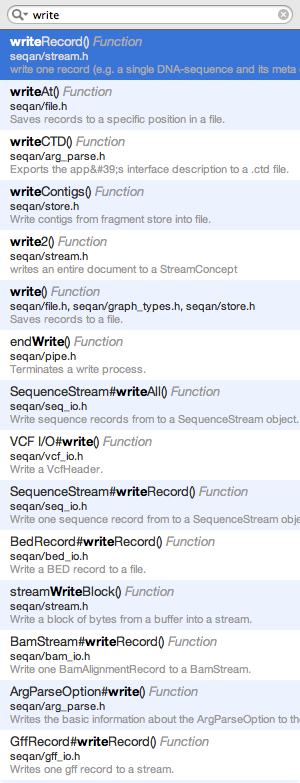 write
writeRecord() Function
seqan/stream.h
write one record (e.g. a single DNA-sequence and its meta
writeAt() Function
seqan/file.h
Saves records to a specific position in a file.
writeCTD() Function
seqan/arg_parse.h
Exports the app&#39;s interface description to a .ctd file.
writeContigs() Function
seqan/store.h
Write contigs from fragment store into file.
write2() Function
seqan/stream.h
writes an entire document to a StreamConcept
write() Function
seqan/file.h, seqan/graph_types.h, seqan/store.h
Saves records to a file.
endWrite() Function
seqan/pipe.h
Terminates a write process.
SequenceStream#writeAll() Function
seqan/seq_io.h
Write sequence records from to a SequenceStream object.
VCF I/O#write() Function
seqan/vcf_io.h
Write a VcfHeader.
SequenceStream#writeRecord() Function
seqan/seq_io.h
Write one sequence record from to a SequenceStream obje
BedRecord#writeRecord() Function
seqan/bed_io.h
Write a BED record to a file.
streamWriteBlock() Function
seqan/stream.h
Write a block of bytes from a buffer into a stream.
BamStream#writeRecord() Function
seqan/bam_io.h
Write one BamAlignmentRecord to a BamStream.
ArgParseOption#write() Function
seqan/arg_parse.h
Writes the basic information about the ArgParseOption to the
GffRecord#writeRecord() Function
seqan/gff_io.h
Writes one gff record to a stream.